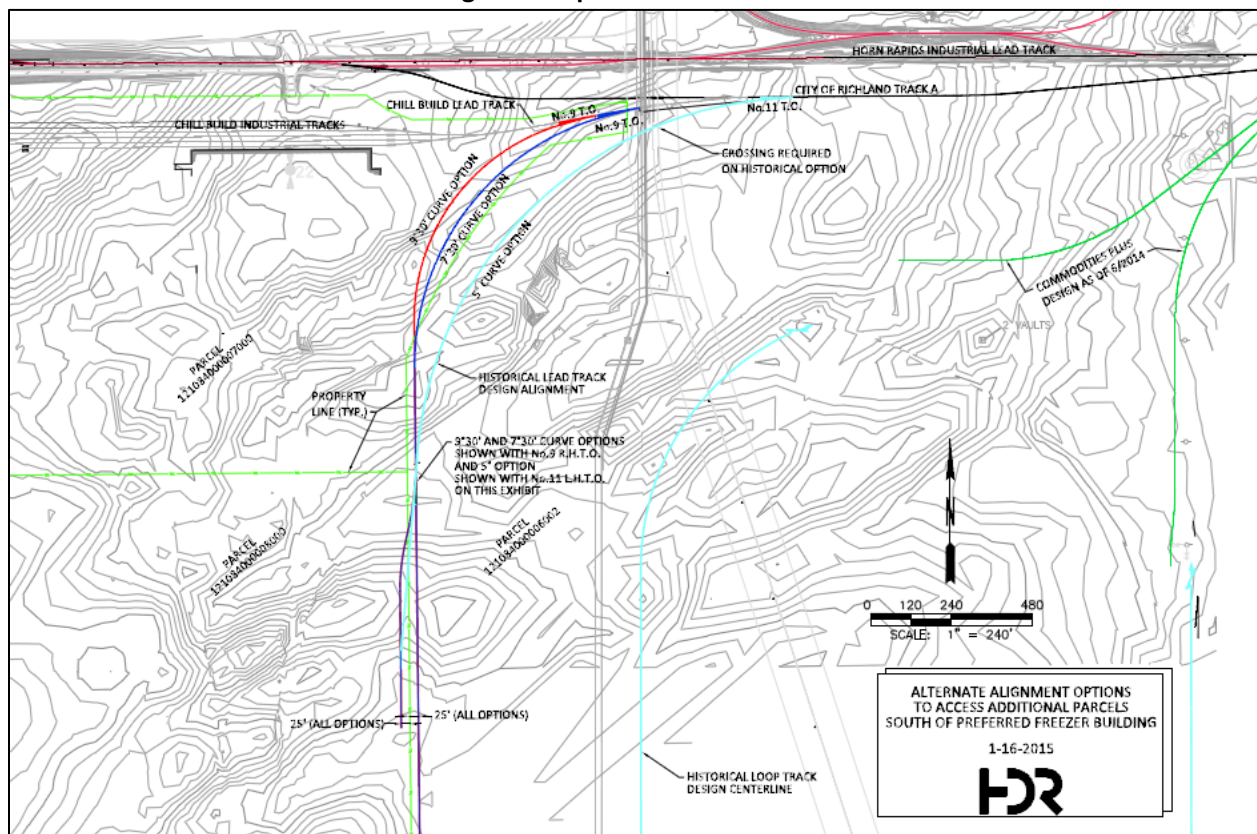 HORN RAPIDS INDUSTRIAL LEAD TRACK
CITY OF RICHLAND TRACK A
CHILL BUILD LEAD TRACK
No.9 T.O.
No.9 T.O.
No.11 T.O.
CHILL BUILD INDUSTRIAL TRACKS
CROSSING REQUIRED
ON HISTORICAL OPTION
9°30' CURVE OPTION
7°30' CURVE OPTION
5° CURVE OPTION
COMMODITIES PLUS
DESIGN AS OF 6/2014
2 VAULTS
PARCEL
121084000007000
HISTORICAL LEAD TRACK
DESIGN ALIGNMENT
PROPERTY
LINE (TYP.)
9°30' AND 7°30' CURVE OPTIONS
SHOWN WITH No.9 R.H.T.O.
AND 5° OPTION
SHOWN WITH No.11 L.H.T.O.
ON THIS EXHIBIT
PARCEL
121084000006002
PARCEL
121084000008000
N
0 120 240 480
SCALE: 1" = 240'
25' (ALL OPTIONS)
25' (ALL OPTIONS)
HISTORICAL LOOP TRACK
DESIGN CENTERLINE
ALTERNATE ALIGNMENT OPTIONS
TO ACCESS ADDITIONAL PARCELS
SOUTH OF PREFERRED FREEZER BUILDING
1-16-2015
HDR